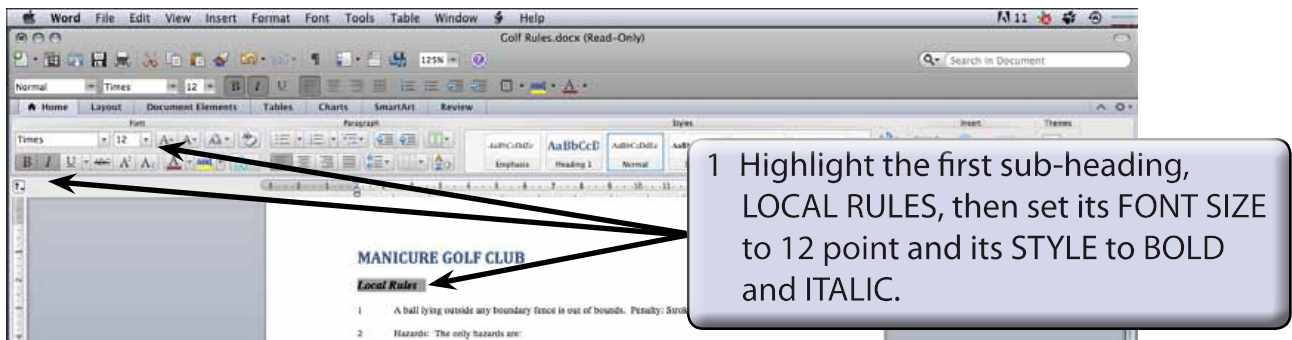 Word File Edit View Insert Format Font Tools Table Window Help 11
Golf Rules.docx (Read-Only)
125% Search in Document
Normal Times 12 B I U
Home Layout Document Elements Tables Charts SmartArt Review
Font Paragraph Styles Insert Themes
Times 12 A A AaBbCcDdEe AaBbCcD AaBbCcDdEe
B I U ABC A A A Emphasis Heading 1 Normal
MANICURE GOLF CLUB
Local Rules
1 A ball lying outside any boundary fence is out of bounds. Penalty:
2 Hazards: The only hazards are:
1 Highlight the first sub-heading,
LOCAL RULES, then set its FONT SIZE
to 12 point and its STYLE to BOLD
and ITALIC.